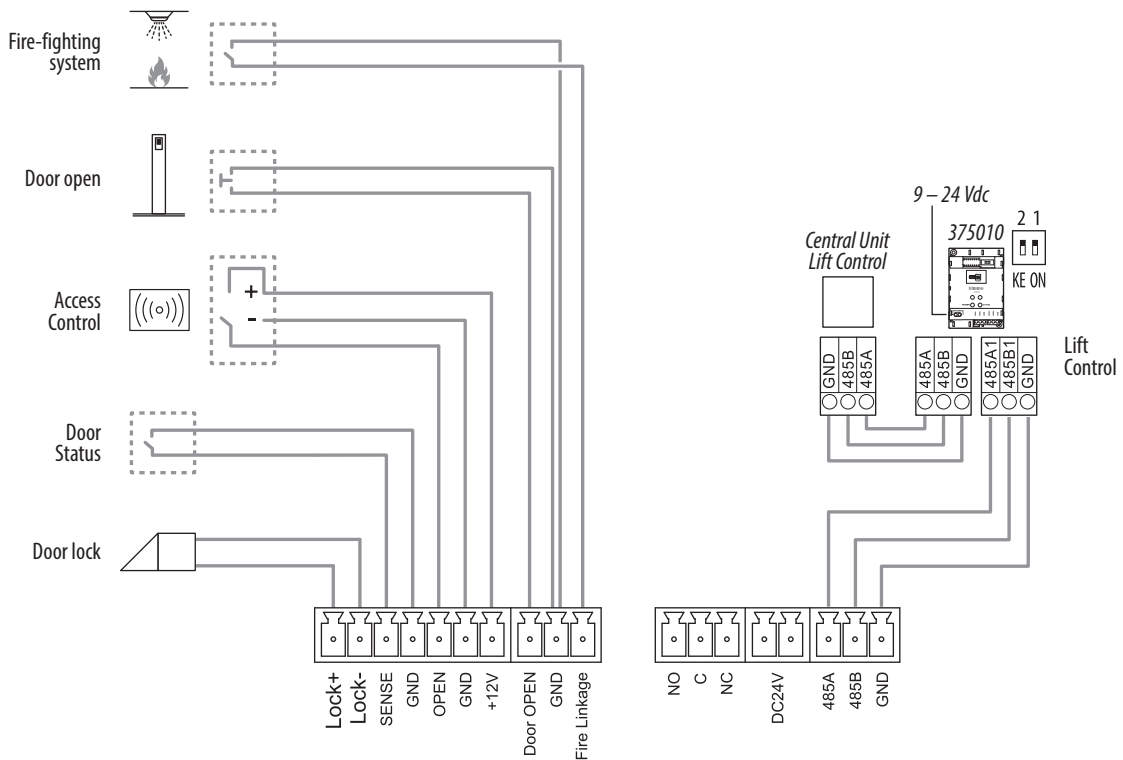 Fire-fighting
system
Door open
Access
Control
+
-
Door
Status
Door lock
9 – 24 Vdc
375010
2 1
KE ON
Central Unit
Lift Control
GND
485B
485A
485A
485B
GND
485A1
485B1
GND
Lift
Control
Lock+
Lock-
SENSE
GND
OPEN
GND
+12V
Door OPEN
GND
Fire Linkage
NO
C
NC
DC24V
485A
485B
GND